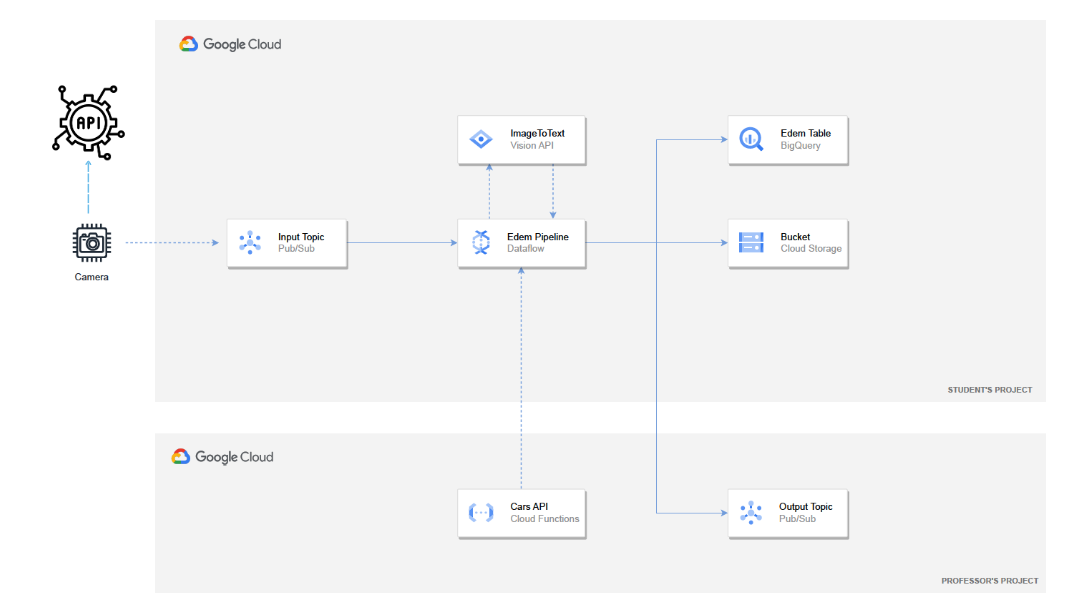 Google Cloud
API
ImageToText
Vision API
Edem Table
BigQuery
Input Topic
Pub/Sub
Edem Pipeline
Dataflow
Bucket
Cloud Storage
Camera
STUDENT'S PROJECT
Google Cloud
Cars API
Cloud Functions
Output Topic
Pub/Sub
PROFESSOR'S PROJECT